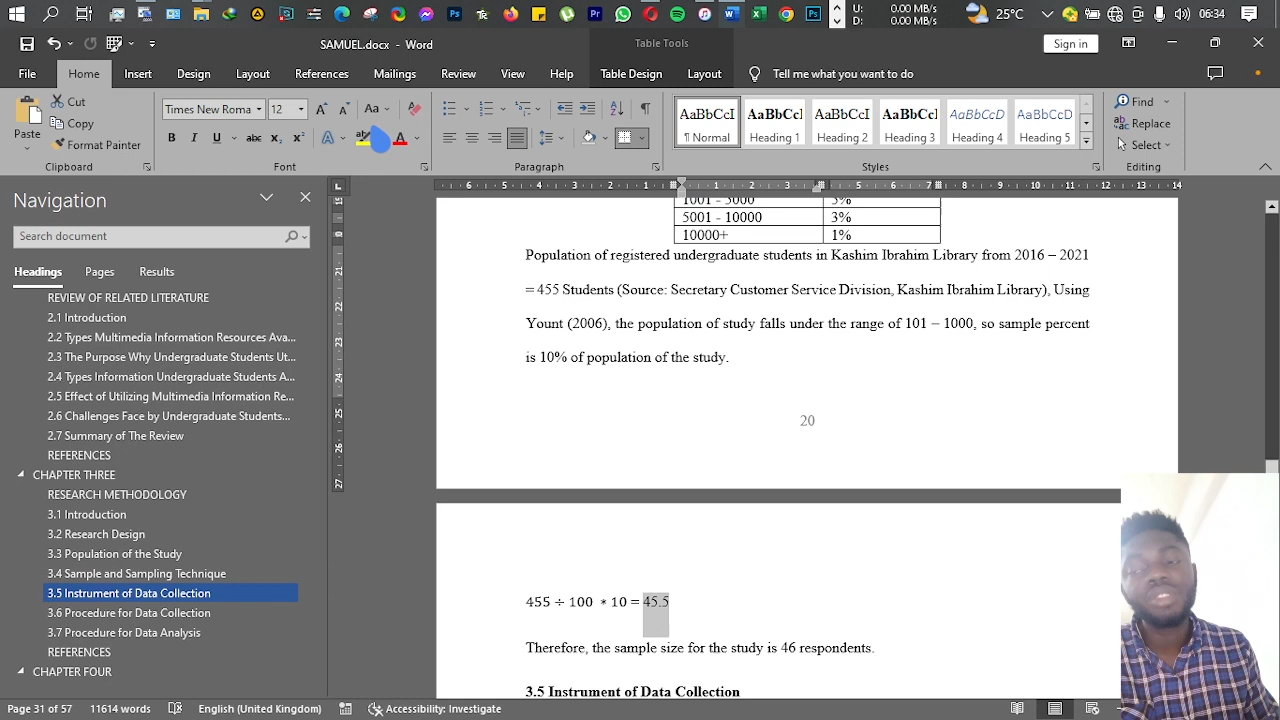 U: 0.00 MB/s
D: 0.00 MB/s
25°C
06:34
SAMUEL.docx - Word
Table Tools
Sign in
File
Home
Insert
Design
Layout
References
Mailings
Review
View
Help
Table Design
Layout
Tell me what you want to do
Paste
Cut
Copy
Format Painter
Clipboard
Times New Roma
12
Font
Paragraph
AaBbCcI
¶ Normal
AaBbCcI
Heading 1
AaBbCcI
Heading 2
AaBbCcI
Heading 3
AaBbCcD
Heading 4
AaBbCcD
Heading 5
Styles
Find
Replace
Select
Editing
Navigation
Search document
Headings
Pages
Results
REVIEW OF RELATED LITERATURE
2.1 Introduction
2.2 Types Multimedia Information Resources Ava...
2.3 The Purpose Why Undergraduate Students Ut...
2.4 Types Information Undergraduate Students A...
2.5 Effect of Utilizing Multimedia Information Re...
2.6 Challenges Face by Undergraduate Students...
2.7 Summary of The Review
REFERENCES
CHAPTER THREE
RESEARCH METHODOLOGY
3.1 Introduction
3.2 Research Design
3.3 Population of the Study
3.4 Sample and Sampling Technique
3.5 Instrument of Data Collection
3.6 Procedure for Data Collection
3.7 Procedure for Data Analysis
REFERENCES
CHAPTER FOUR
1001 - 5000 5%
5001 - 10000 3%
10000+ 1%
Population of registered undergraduate students in Kashim Ibrahim Library from 2016 – 2021
= 455 Students (Source: Secretary Customer Service Division, Kashim Ibrahim Library), Using
Yount (2006), the population of study falls under the range of 101 – 1000, so sample percent
is 10% of population of the study.
20
455 ÷ 100 * 10 = 45.5
Therefore, the sample size for the study is 46 respondents.
3.5 Instrument of Data Collection
Page 31 of 57
11614 words
English (United States)
Accessibility: Investigate